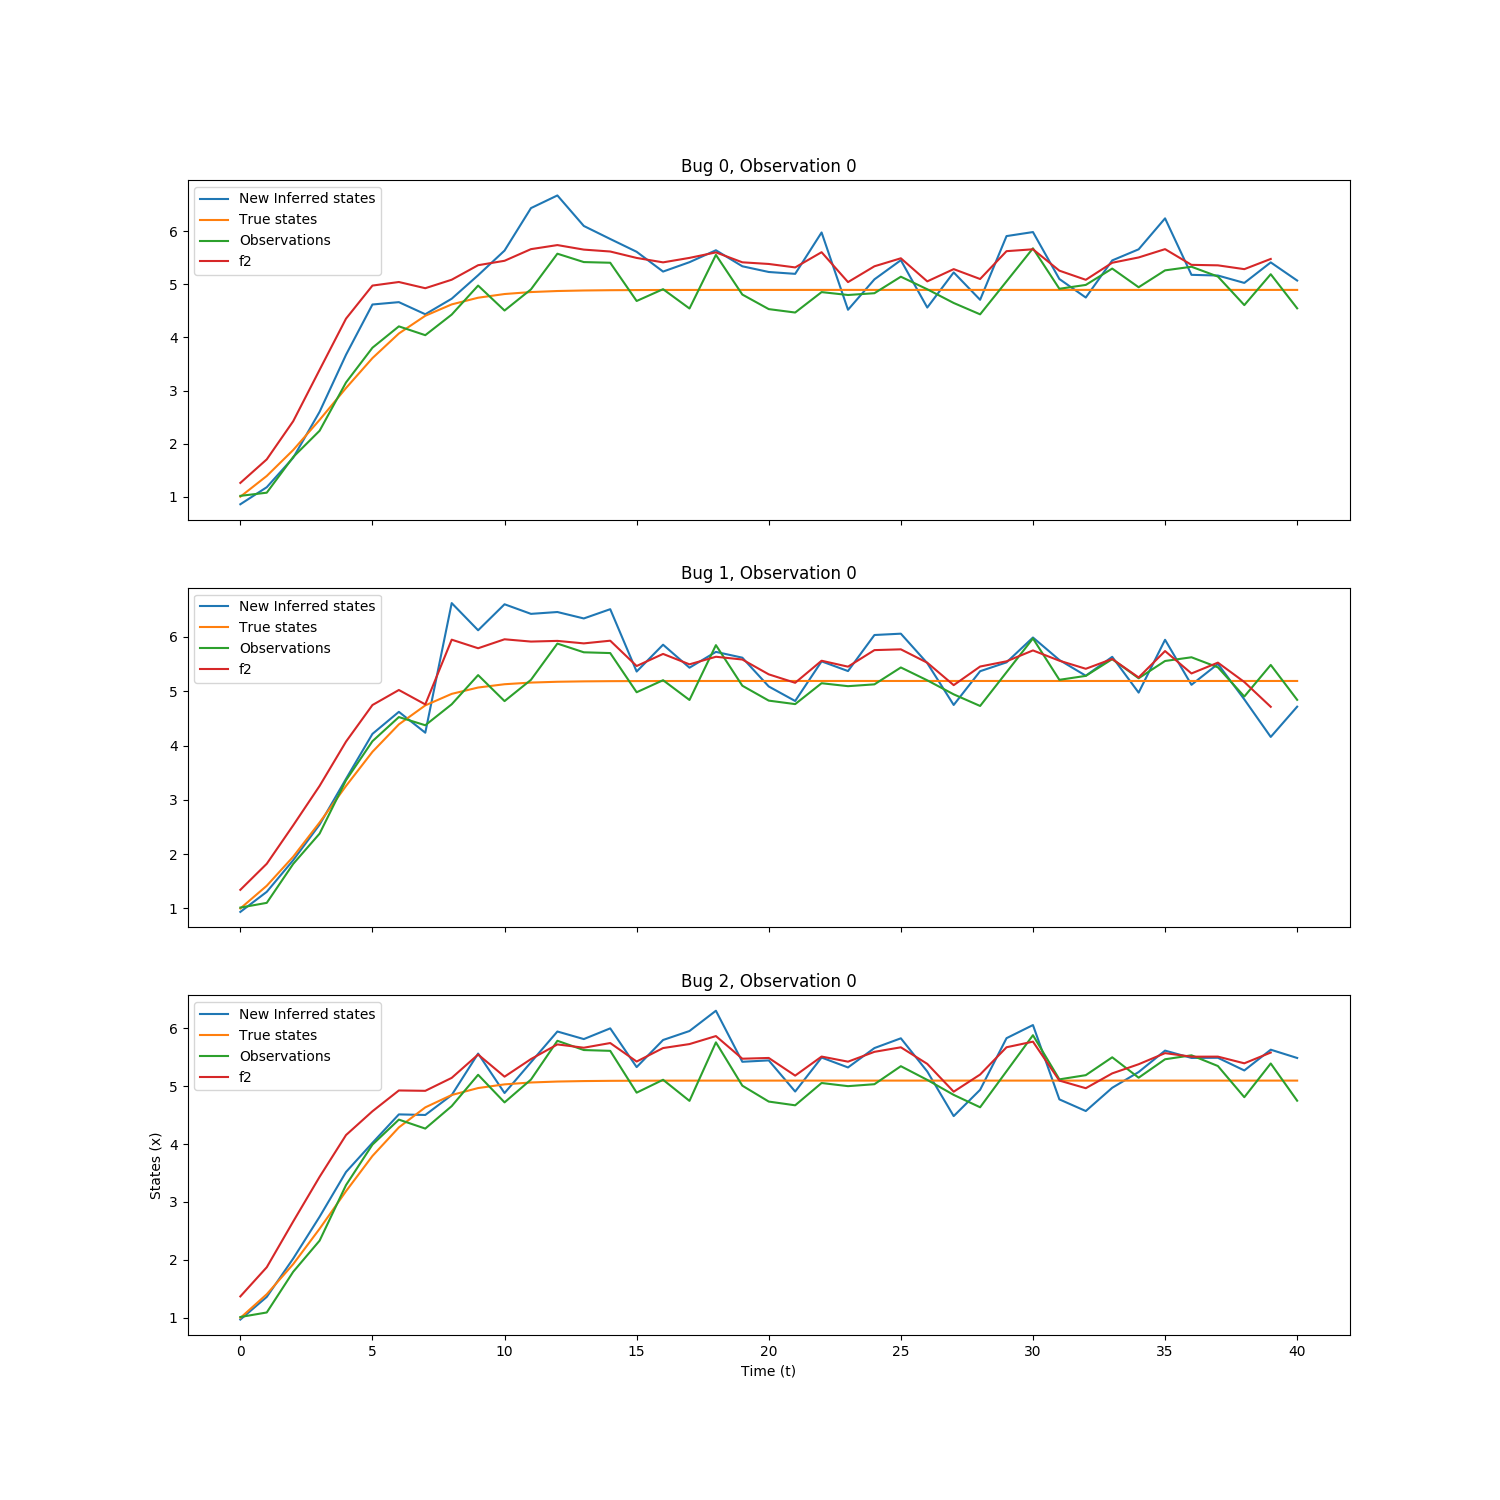 Bug 0, Observation 0
New Inferred states
True states
Observations
f2
6
5
4
3
2
1
Bug 1, Observation 0
New Inferred states
True states
Observations
f2
6
5
4
3
2
1
Bug 2, Observation 0
New Inferred states
True states
Observations
f2
6
5
4
3
2
1
States (x)
0 5 10 15 20 25 30 35 40
Time (t)